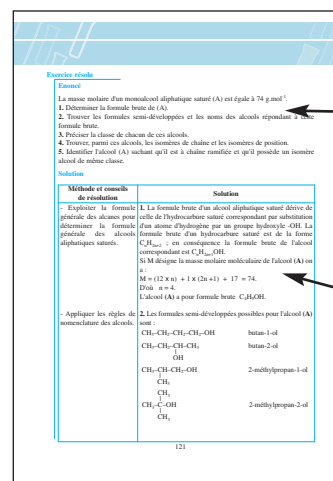 Exercice résolu
Enoncé
La masse molaire d'un monoalcool aliphatique saturé (A) est égale à 74 g.mol⁻¹.
1. Déterminer la formule brute de (A).
2. Trouver les formules semi-développées et les noms des alcools répondant à cette
formule brute.
3. Préciser la classe de chacun de ces alcools.
4. Trouver, parmi ces alcools, les isomères de chaîne et les isomères de position.
5. Identifier l'alcool (A) sachant qu'il est à chaîne ramifiée et qu'il possède un isomère
alcool de même classe.
Solution
Méthode et conseils
de résolution
Solution
- Exploiter la formule
générale des alcanes pour
déterminer la formule
générale des alcools
aliphatiques saturés.
1. La formule brute d'un alcool aliphatique saturé dérive de
celle de l'hydrocarbure saturé correspondant par substitution
d'un atome d'hydrogène par un groupe hydroxyle -OH. La
formule brute d'un hydrocarbure saturé est de la forme
CₙH₂ₙ₊₂ ; en conséquence la formule brute de l'alcool
correspondant est CₙH₂ₙ₊₁OH.
Si M désigne la masse molaire moléculaire de l'alcool (A) on
a :
M = (12 x n) + 1 x (2n +1) + 17 = 74.
D'où n = 4.
L'alcool (A) a pour formule brute C₄H₉OH.
- Appliquer les règles de
nomenclature des alcools.
2. Les formules semi-développées possibles pour l'alcool (A)
sont :
CH₃–CH₂–CH₂-CH₂-OH butan-1-ol
CH₃–CH₂–CH–CH₃ butan-2-ol
OH
CH₃–CH–CH₂-OH 2-méthylpropan-1-ol
CH₃
CH₃
CH₃-C–OH 2-méthylpropan-2-ol
CH₃
121